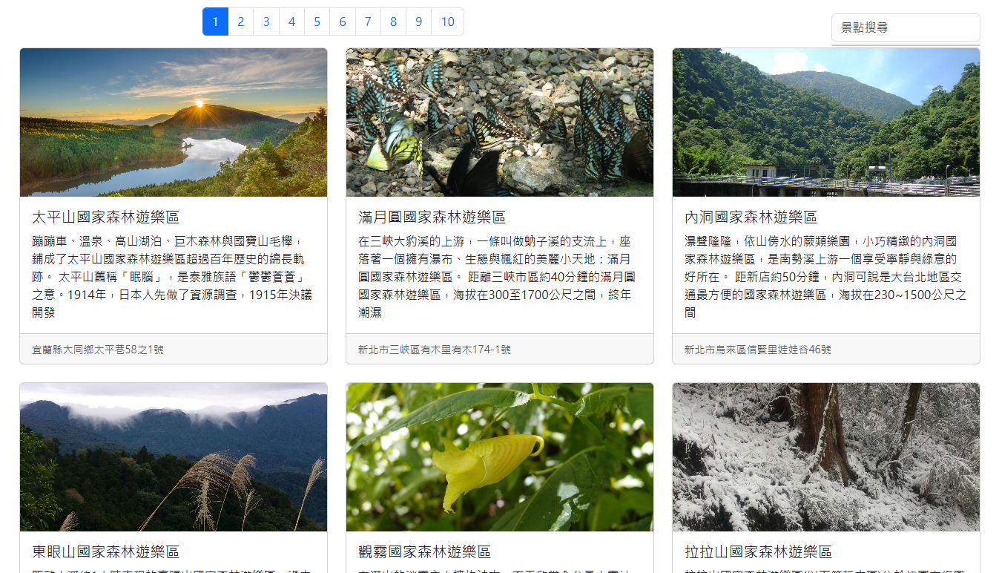 1 2 3 4 5 6 7 8 9 10
景點搜尋
太平山國家森林遊樂區
蹦蹦車、溫泉、高山湖泊、巨木森林與國寶山毛櫸，
鋪成了太平山國家森林遊樂區超過百年歷史的綿長軌
跡。 太平山舊稱「眠腦」，是泰雅族語「鬱鬱蒼蒼」
之意。1914年，日本人先做了資源調查，1915年決議
開發
宜蘭縣大同鄉太平巷58之1號
滿月圓國家森林遊樂區
在三峽大豹溪的上游，一條叫做蚋子溪的支流上，座
落著一個擁有瀑布、生態與楓紅的美麗小天地：滿月
圓國家森林遊樂區。 距離三峽市區約40分鐘的滿月圓
國家森林遊樂區，海拔在300至1700公尺之間，終年
潮濕
新北市三峽區有木里有木174-1號
內洞國家森林遊樂區
瀑聲隆隆，依山傍水的蕨類樂園，小巧精緻的內洞國
家森林遊樂區，是南勢溪上游一個享受寧靜與綠意的
好所在。 距新店約50分鐘，內洞可說是大台北地區交
通最方便的國家森林遊樂區，海拔在230~1500公尺之
間
新北市烏來區信賢里娃娃谷46號
東眼山國家森林遊樂區
觀霧國家森林遊樂區
拉拉山國家森林遊樂區